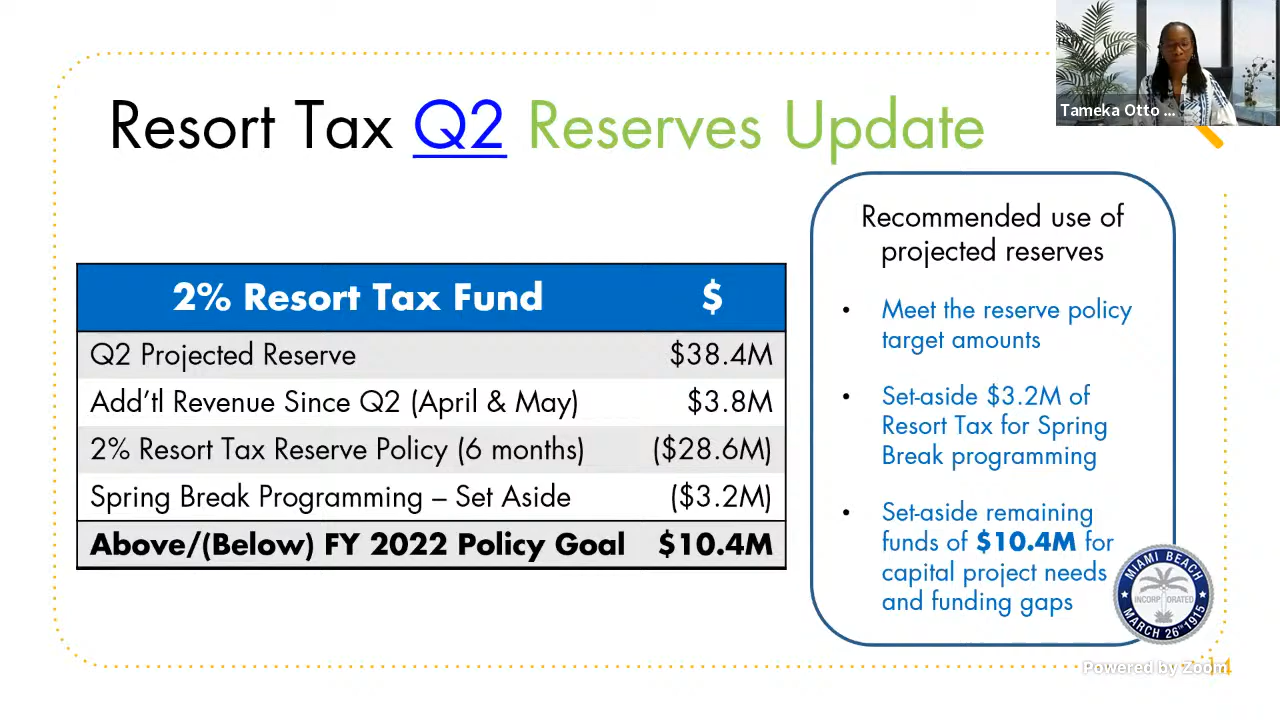 Tameka Otto ...
Resort Tax Q2 Reserves Update
2% Resort Tax Fund $
Q2 Projected Reserve $38.4M
Add’tl Revenue Since Q2 (April & May) $3.8M
2% Resort Tax Reserve Policy (6 months) ($28.6M)
Spring Break Programming – Set Aside ($3.2M)
Above/(Below) FY 2022 Policy Goal $10.4M
Recommended use of
projected reserves
• Meet the reserve policy
target amounts
• Set-aside $3.2M of
Resort Tax for Spring
Break programming
• Set-aside remaining
funds of $10.4M for
capital project needs
and funding gaps
MIAMI BEACH
INCORPORATED
MARCH 26TH 1915
Powered by Zoom
14